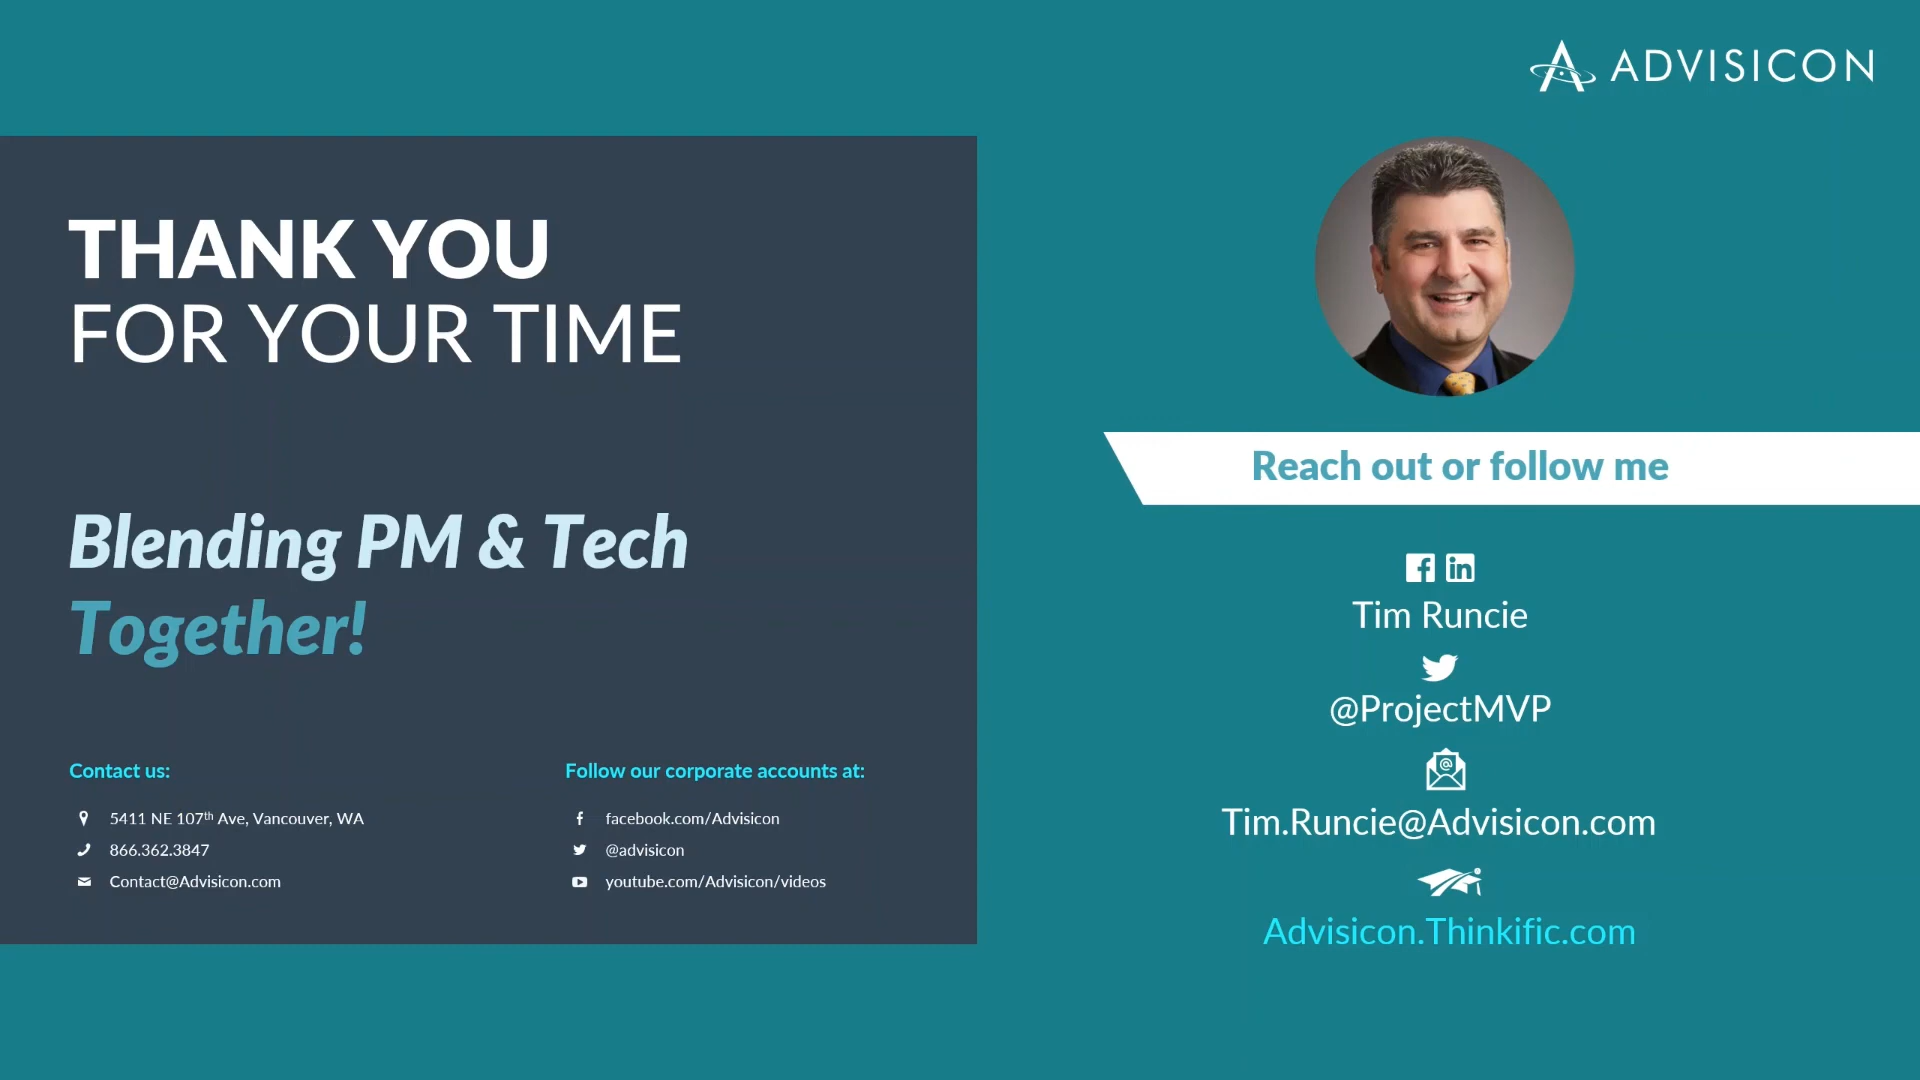 ADVISICON
THANK YOU
FOR YOUR TIME
Blending PM & Tech
Together!
Contact us:
5411 NE 107th Ave, Vancouver, WA
866.362.3847
Contact@Advisicon.com
Follow our corporate accounts at:
facebook.com/Advisicon
@advisicon
youtube.com/Advisicon/videos
Reach out or follow me
Tim Runcie
@ProjectMVP
Tim.Runcie@Advisicon.com
Advisicon.Thinkific.com